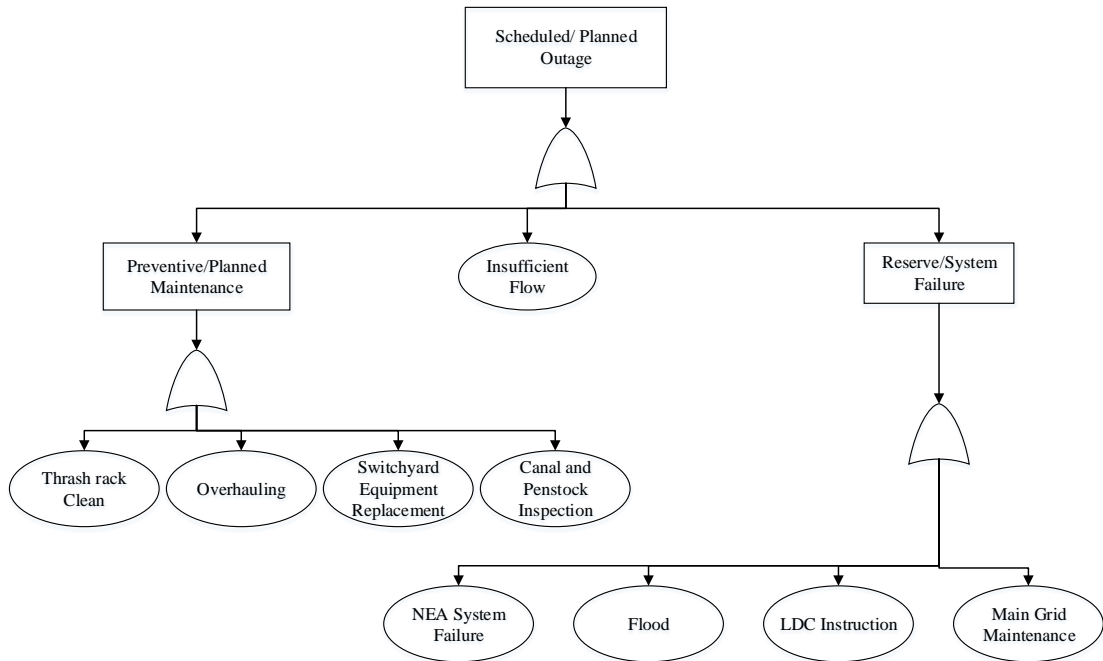 Scheduled/ Planned
Outage
Preventive/Planned
Maintenance
Insufficient
Flow
Reserve/System
Failure
Thrash rack
Clean
Overhauling
Switchyard
Equipment
Replacement
Canal and
Penstock
Inspection
NEA System
Failure
Flood
LDC Instruction
Main Grid
Maintenance